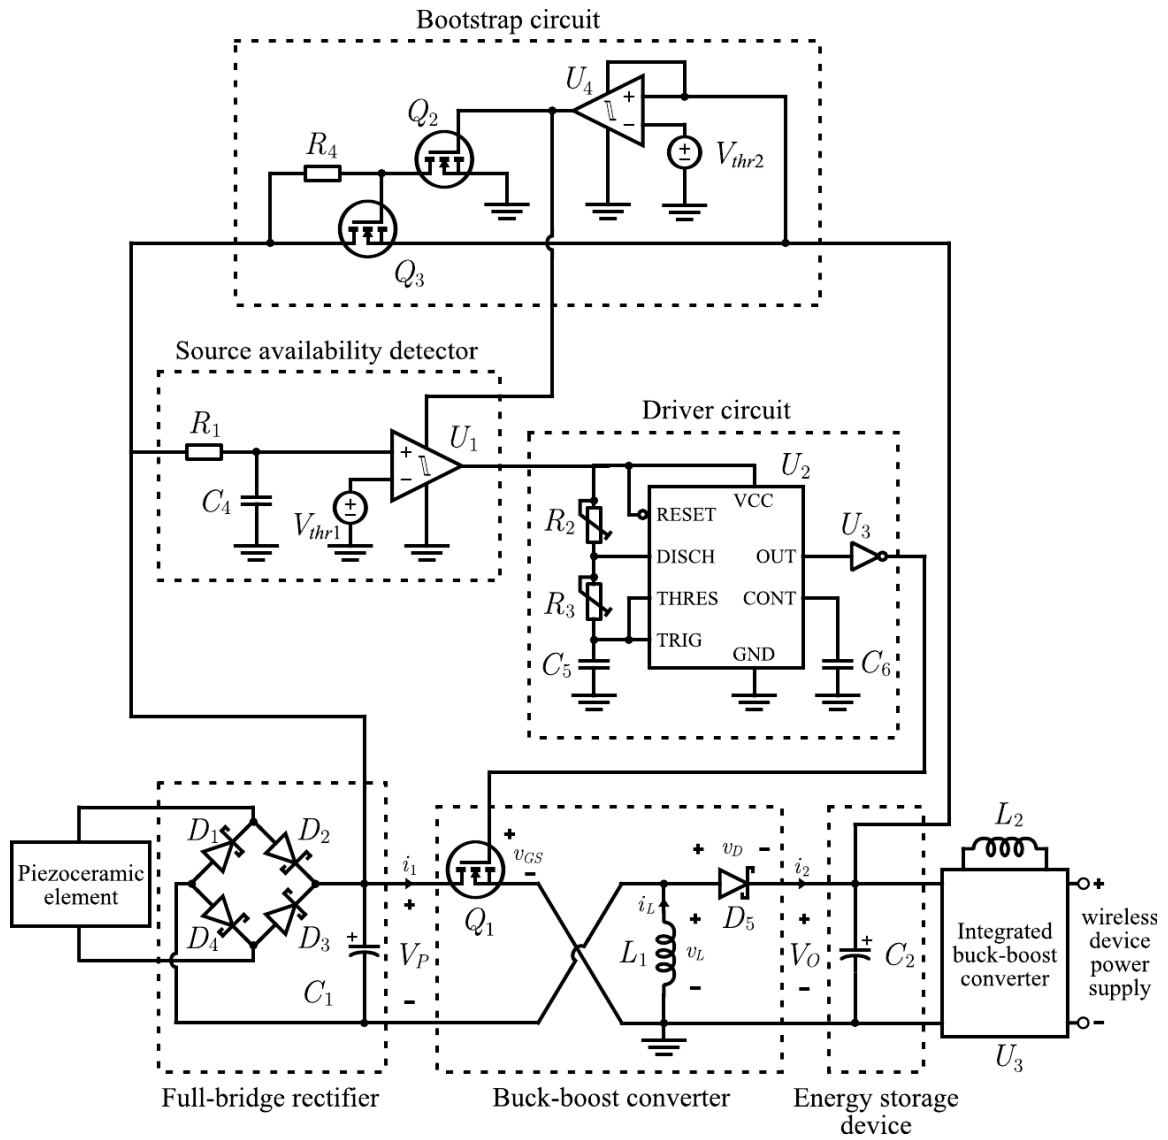 Bootstrap circuit
U4
+
−
Q2
R4
Vthr2
Q3
Source availability detector
R1
U1
+
−
C4
Vthr1
Driver circuit
U2
VCC
R2
RESET
U3
DISCH
OUT
R3
THRES
CONT
TRIG
C5
GND
C6
L2
D1
D2
Piezoceramic
element
i1
+
vGS
−
+ vD −
i2
+
Q1
D5
D4
D3
+
VP
−
iL
+
L1
vL
−
+
VO
−
+
C2
Integrated
buck-boost
converter
wireless
device
power
supply
+
C1
−
U3
Full-bridge rectifier
Buck-boost converter
Energy storage
device